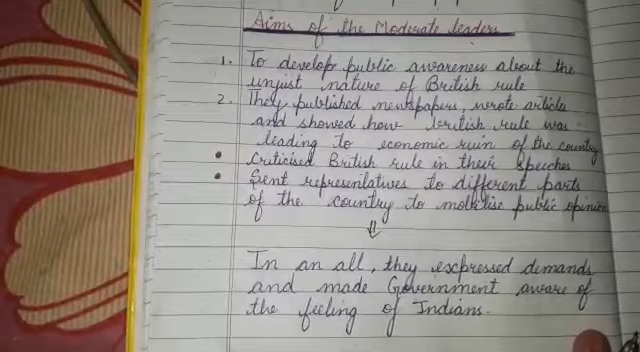 Aims of the Moderate leaders
1. To develop public awareness about the
unjust nature of British rule
2. They published newspapers, wrote article
and showed how british rule was
leading to economic ruin of the country
• Criticised British rule in their speeches
• Sent representatives to different parts
of the country to mobilise public opinion
⇓
In an all, they expressed demands
and made Government aware of
the feeling of Indians.